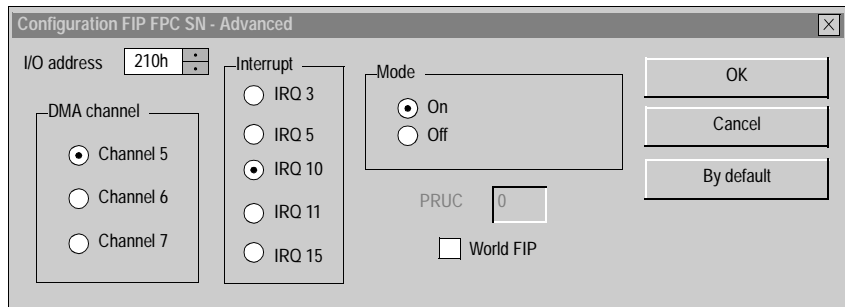 Configuration FIP FPC SN - Advanced
I/O address 210h
Interrupt
IRQ 3
IRQ 5
IRQ 10
IRQ 11
IRQ 15
DMA channel
Channel 5
Channel 6
Channel 7
Mode
On
Off
PRUC 0
World FIP
OK
Cancel
By default